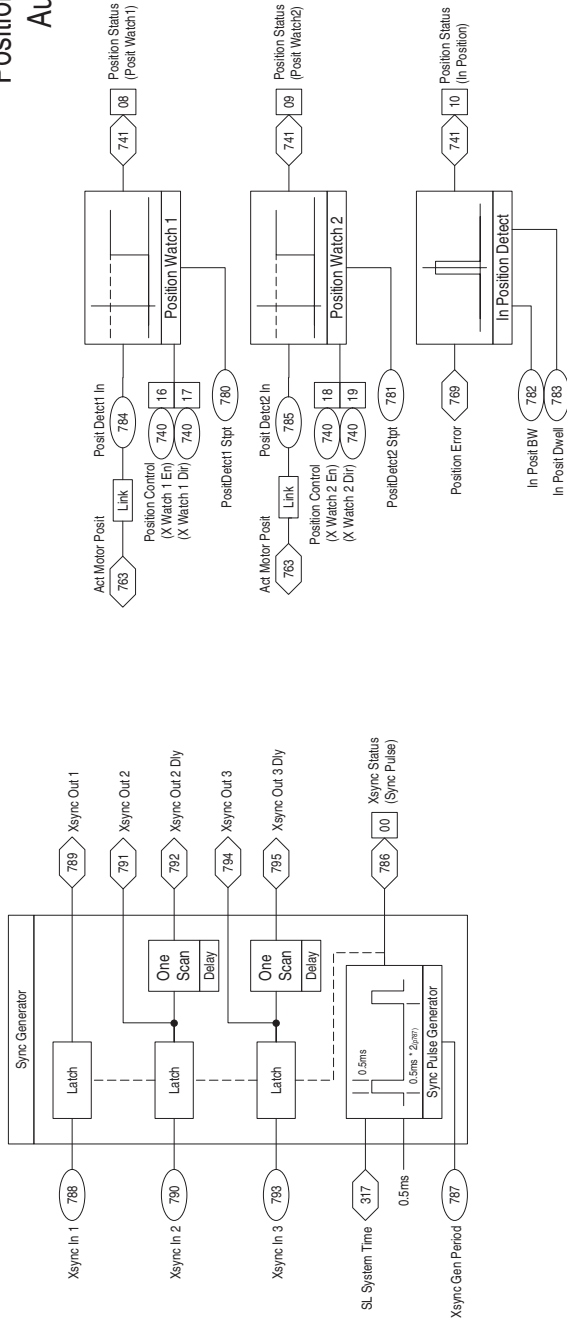 Position
Au
Sync Generator
Xsync In 1
788
Latch
789
Xsync Out 1
791
Xsync Out 2
Xsync In 2
790
Latch
One
Scan
Delay
792
Xsync Out 2 Dly
794
Xsync Out 3
Xsync In 3
793
Latch
One
Scan
Delay
795
Xsync Out 3 Dly
SL System Time
317
0.5ms
0.5ms
0.5ms * 2(p787)
Sync Pulse Generator
786
00
Xsync Status
(Sync Pulse)
Xsync Gen Period
787
Act Motor Posit
763
Link
Posit Detct1 In
784
Position Control
(X Watch 1 En)
(X Watch 1 Dir)
740
16
740
17
PositDetct1 Stpt
780
Position Watch 1
741
08
Position Status
(Posit Watch1)
Act Motor Posit
763
Link
Posit Detct2 In
785
Position Control
(X Watch 2 En)
(X Watch 2 Dir)
740
18
740
19
PositDetct2 Stpt
781
Position Watch 2
741
09
Position Status
(Posit Watch2)
Position Error
769
In Position Detect
741
10
Position Status
(In Position)
In Posit BW
782
In Posit Dwell
783